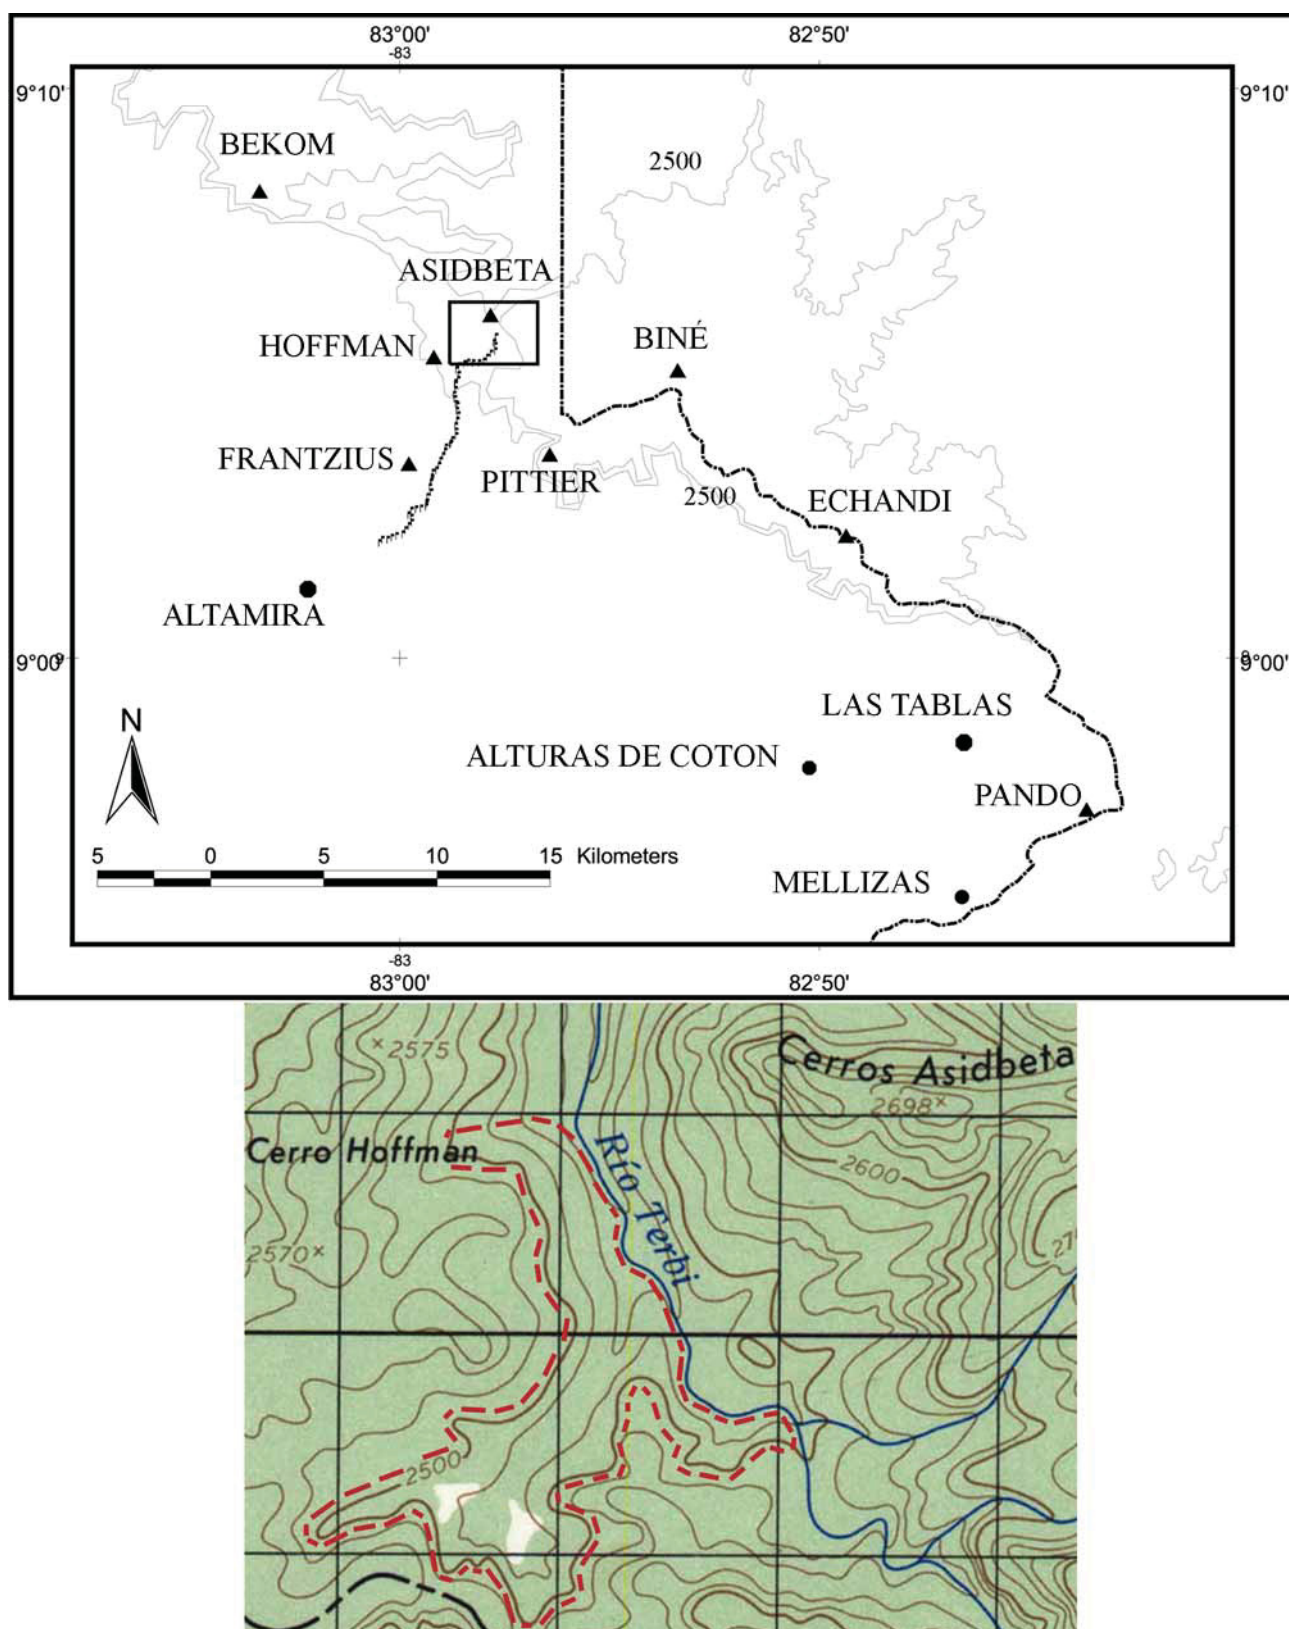 83°00' 82°50'
-83
9°10' 9°10'
BEKOM
2500
ASIDBETA
HOFFMAN
BINÉ
FRANTZIUS
PITTIER
2500
ECHANDI
ALTAMIRA
9°00' 9 9 9°00'
N
LAS TABLAS
ALTURAS DE COTON
PANDO
5 0 5 10 15 Kilometers
MELLIZAS
-83
83°00' 82°50'
×2575
Cerros Asidbeta
2698×
Cerro Hoffman
Río Terbi
2600
2570×
2500